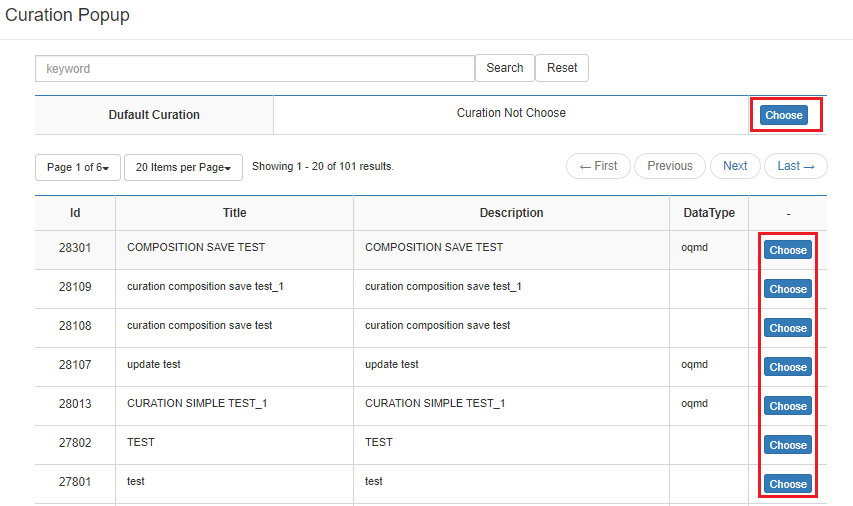 Curation Popup
keyword Search Reset
Dufault Curation Curation Not Choose Choose
Page 1 of 6 20 Items per Page Showing 1 - 20 of 101 results. ← First Previous Next Last →
Id Title Description DataType -
28301 COMPOSITION SAVE TEST COMPOSITION SAVE TEST oqmd Choose
28109 curation composition save test_1 curation composition save test_1 Choose
28108 curation composition save test curation composition save test Choose
28107 update test update test oqmd Choose
28013 CURATION SIMPLE TEST_1 CURATION SIMPLE TEST_1 oqmd Choose
27802 TEST TEST Choose
27801 test test Choose